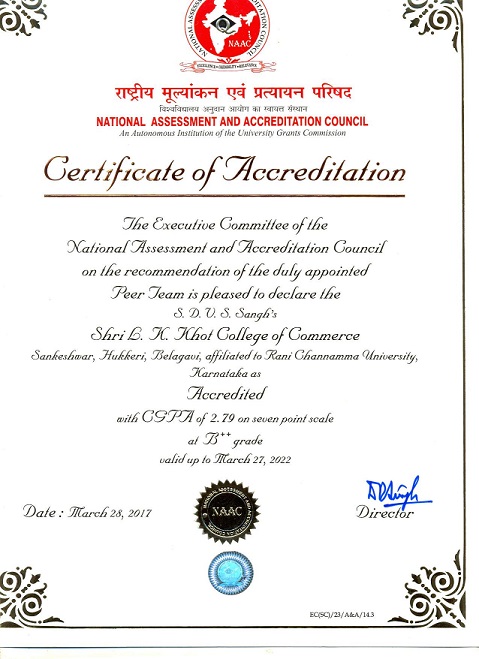 NAAC
राष्ट्रीय मूल्यांकन एवं प्रत्यायन परिषद
विश्वविद्यालय अनुदान आयोग का स्वायत्त संस्थान
NATIONAL ASSESSMENT AND ACCREDITATION COUNCIL
An Autonomous Institution of the University Grants Commission
Certificate of Accreditation
The Executive Committee of the
National Assessment and Accreditation Council
on the recommendation of the duly appointed
Peer Team is pleased to declare the
S. D. V. S. Sangh's
Shri L. K. Khot College of Commerce
Sankeshwar, Hukkeri, Belagavi, affiliated to Rani Channamma University,
Karnataka as
Accredited
with CGPA of 2.79 on seven point scale
at B++ grade
valid up to March 27, 2022
Date : March 28, 2017
NAAC
Director
EC(SC)/23/A&A/14.3